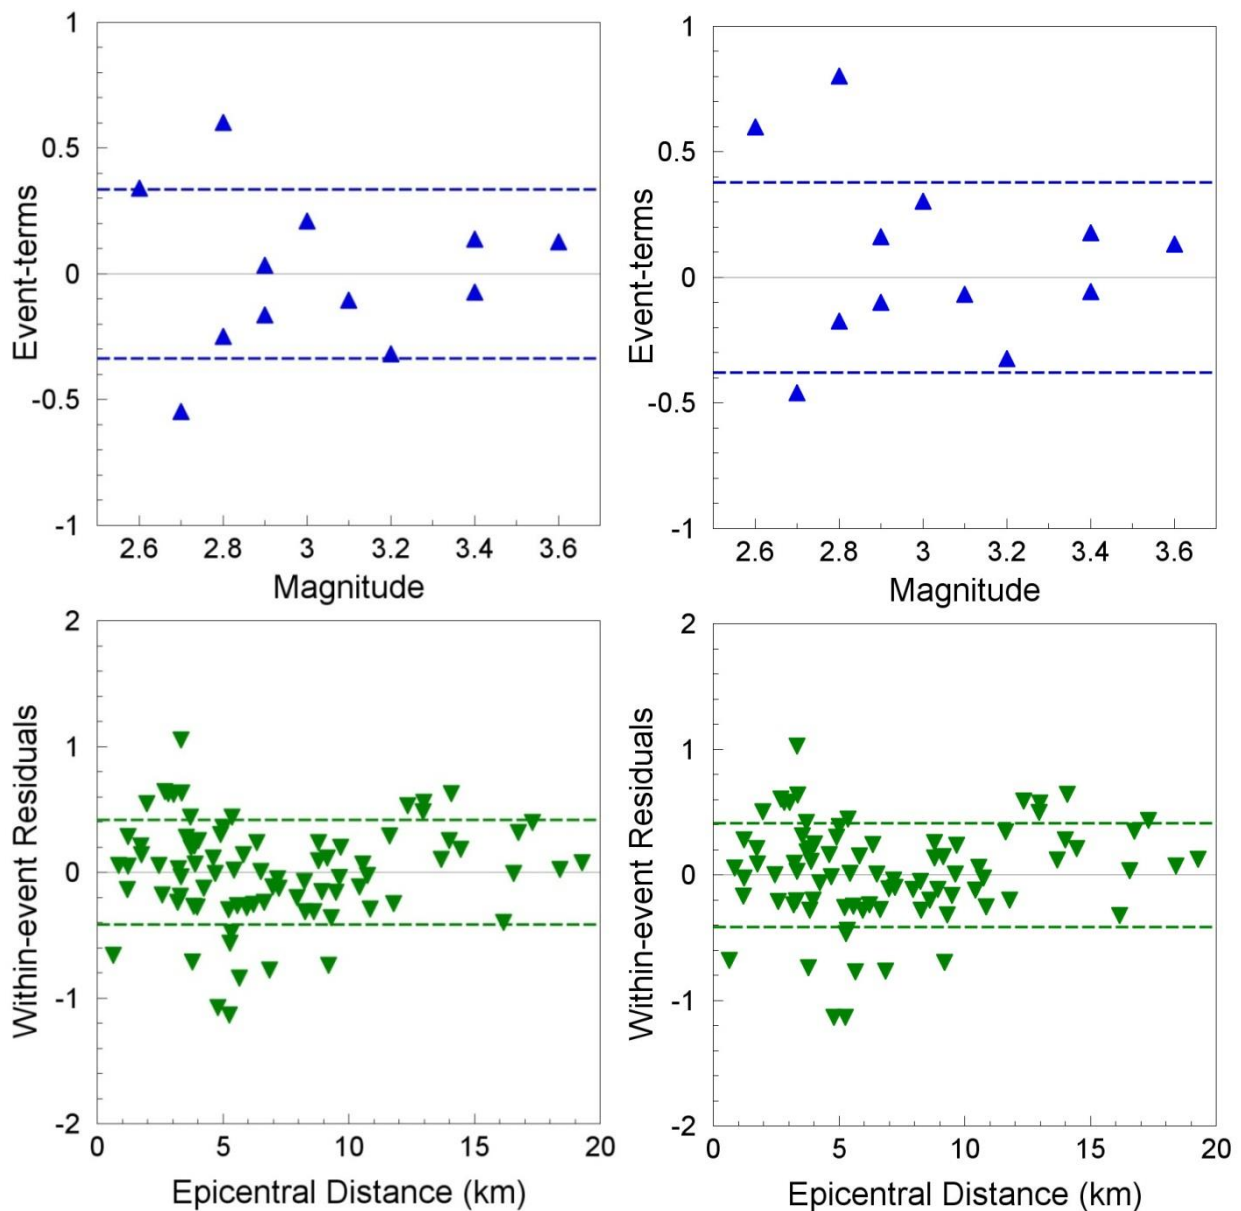 1
0.5
0
-0.5
-1
Event-terms
2.6 2.8 3 3.2 3.4 3.6
Magnitude
1
0.5
0
-0.5
-1
Event-terms
2.6 2.8 3 3.2 3.4 3.6
Magnitude
2
1
0
-1
-2
Within-event Residuals
0 5 10 15 20
Epicentral Distance (km)
2
1
0
-1
-2
Within-event Residuals
0 5 10 15 20
Epicentral Distance (km)